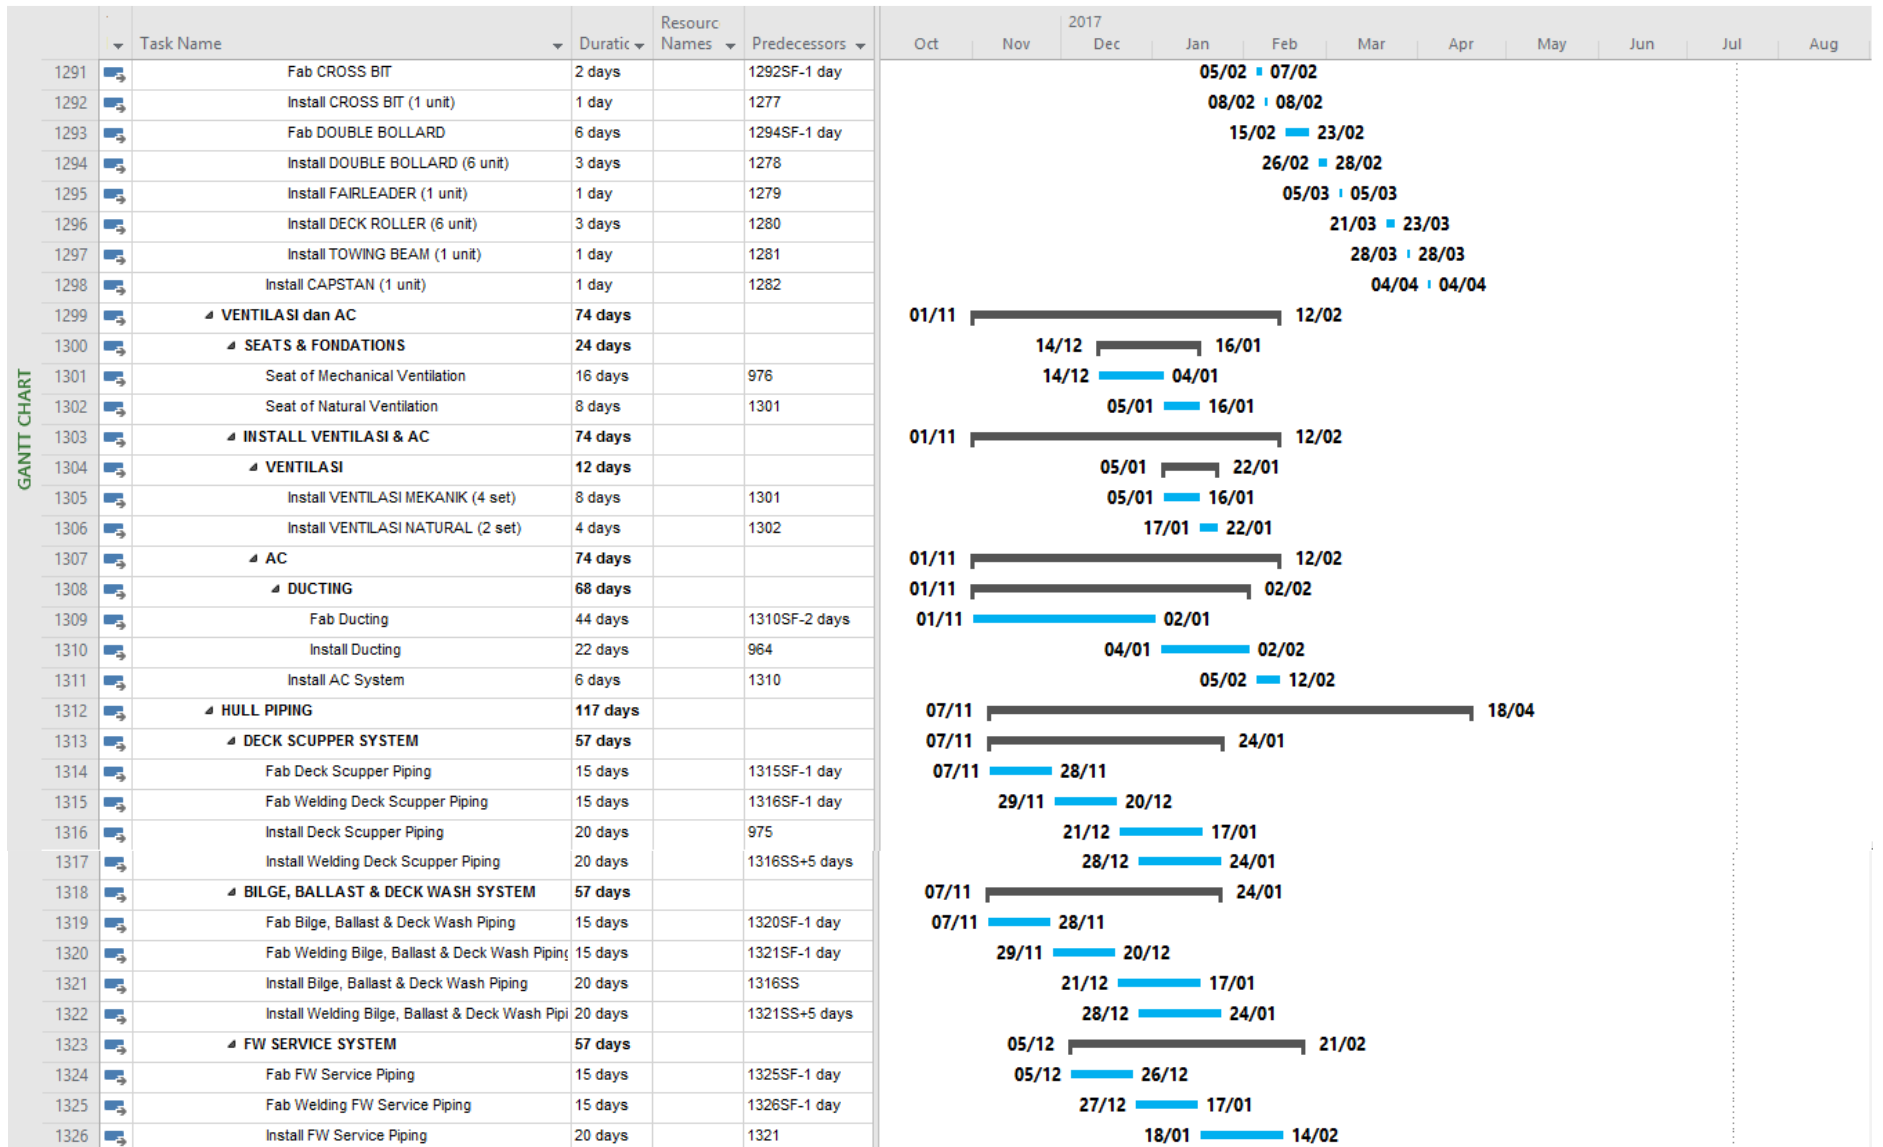 Resourc 2017
Task Name Duratic Names Predecessors Oct Nov Dec Jan Feb Mar Apr May Jun Jul Aug
GANTT CHART
1291 Fab CROSS BIT 2 days 1292SF-1 day 05/02 07/02
1292 Install CROSS BIT (1 unit) 1 day 1277 08/02 08/02
1293 Fab DOUBLE BOLLARD 6 days 1294SF-1 day 15/02 23/02
1294 Install DOUBLE BOLLARD (6 unit) 3 days 1278 26/02 28/02
1295 Install FAIRLEADER (1 unit) 1 day 1279 05/03 05/03
1296 Install DECK ROLLER (6 unit) 3 days 1280 21/03 23/03
1297 Install TOWING BEAM (1 unit) 1 day 1281 28/03 28/03
1298 Install CAPSTAN (1 unit) 1 day 1282 04/04 04/04
1299 VENTILASI dan AC 74 days 01/11 12/02
1300 SEATS & FONDATIONS 24 days 14/12 16/01
1301 Seat of Mechanical Ventilation 16 days 976 14/12 04/01
1302 Seat of Natural Ventilation 8 days 1301 05/01 16/01
1303 INSTALL VENTILASI & AC 74 days 01/11 12/02
1304 VENTILASI 12 days 05/01 22/01
1305 Install VENTILASI MEKANIK (4 set) 8 days 1301 05/01 16/01
1306 Install VENTILASI NATURAL (2 set) 4 days 1302 17/01 22/01
1307 AC 74 days 01/11 12/02
1308 DUCTING 68 days 01/11 02/02
1309 Fab Ducting 44 days 1310SF-2 days 01/11 02/01
1310 Install Ducting 22 days 964 04/01 02/02
1311 Install AC System 6 days 1310 05/02 12/02
1312 HULL PIPING 117 days 07/11 18/04
1313 DECK SCUPPER SYSTEM 57 days 07/11 24/01
1314 Fab Deck Scupper Piping 15 days 1315SF-1 day 07/11 28/11
1315 Fab Welding Deck Scupper Piping 15 days 1316SF-1 day 29/11 20/12
1316 Install Deck Scupper Piping 20 days 975 21/12 17/01
1317 Install Welding Deck Scupper Piping 20 days 1316SS+5 days 28/12 24/01
1318 BILGE, BALLAST & DECK WASH SYSTEM 57 days 07/11 24/01
1319 Fab Bilge, Ballast & Deck Wash Piping 15 days 1320SF-1 day 07/11 28/11
1320 Fab Welding Bilge, Ballast & Deck Wash Piping 15 days 1321SF-1 day 29/11 20/12
1321 Install Bilge, Ballast & Deck Wash Piping 20 days 1316SS 21/12 17/01
1322 Install Welding Bilge, Ballast & Deck Wash Pipi 20 days 1321SS+5 days 28/12 24/01
1323 FW SERVICE SYSTEM 57 days 05/12 21/02
1324 Fab FW Service Piping 15 days 1325SF-1 day 05/12 26/12
1325 Fab Welding FW Service Piping 15 days 1326SF-1 day 27/12 17/01
1326 Install FW Service Piping 20 days 1321 18/01 14/02